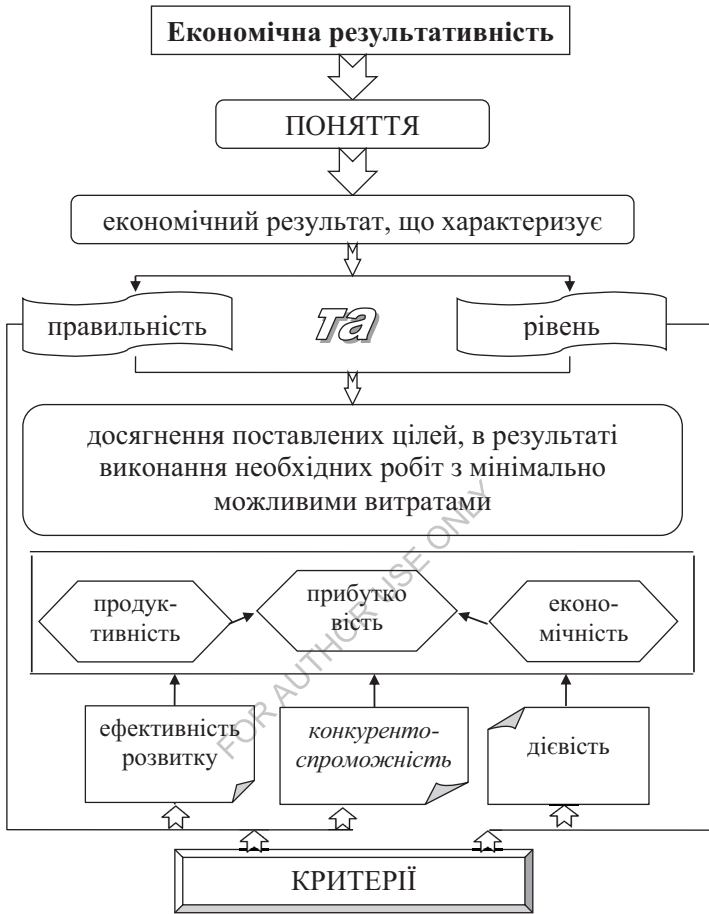 Економічна результативність
ПОНЯТТЯ
економічний результат, що характеризує
правильність
та
рівень
досягнення поставлених цілей, в результаті
виконання необхідних робіт з мінімально
можливими витратами
продук-
тивність
прибутко
вість
еконо-
мічність
ефективність
розвитку
конкуренто-
спроможність
дієвість
КРИТЕРІЇ
FOR AUTHOR USE ONLY